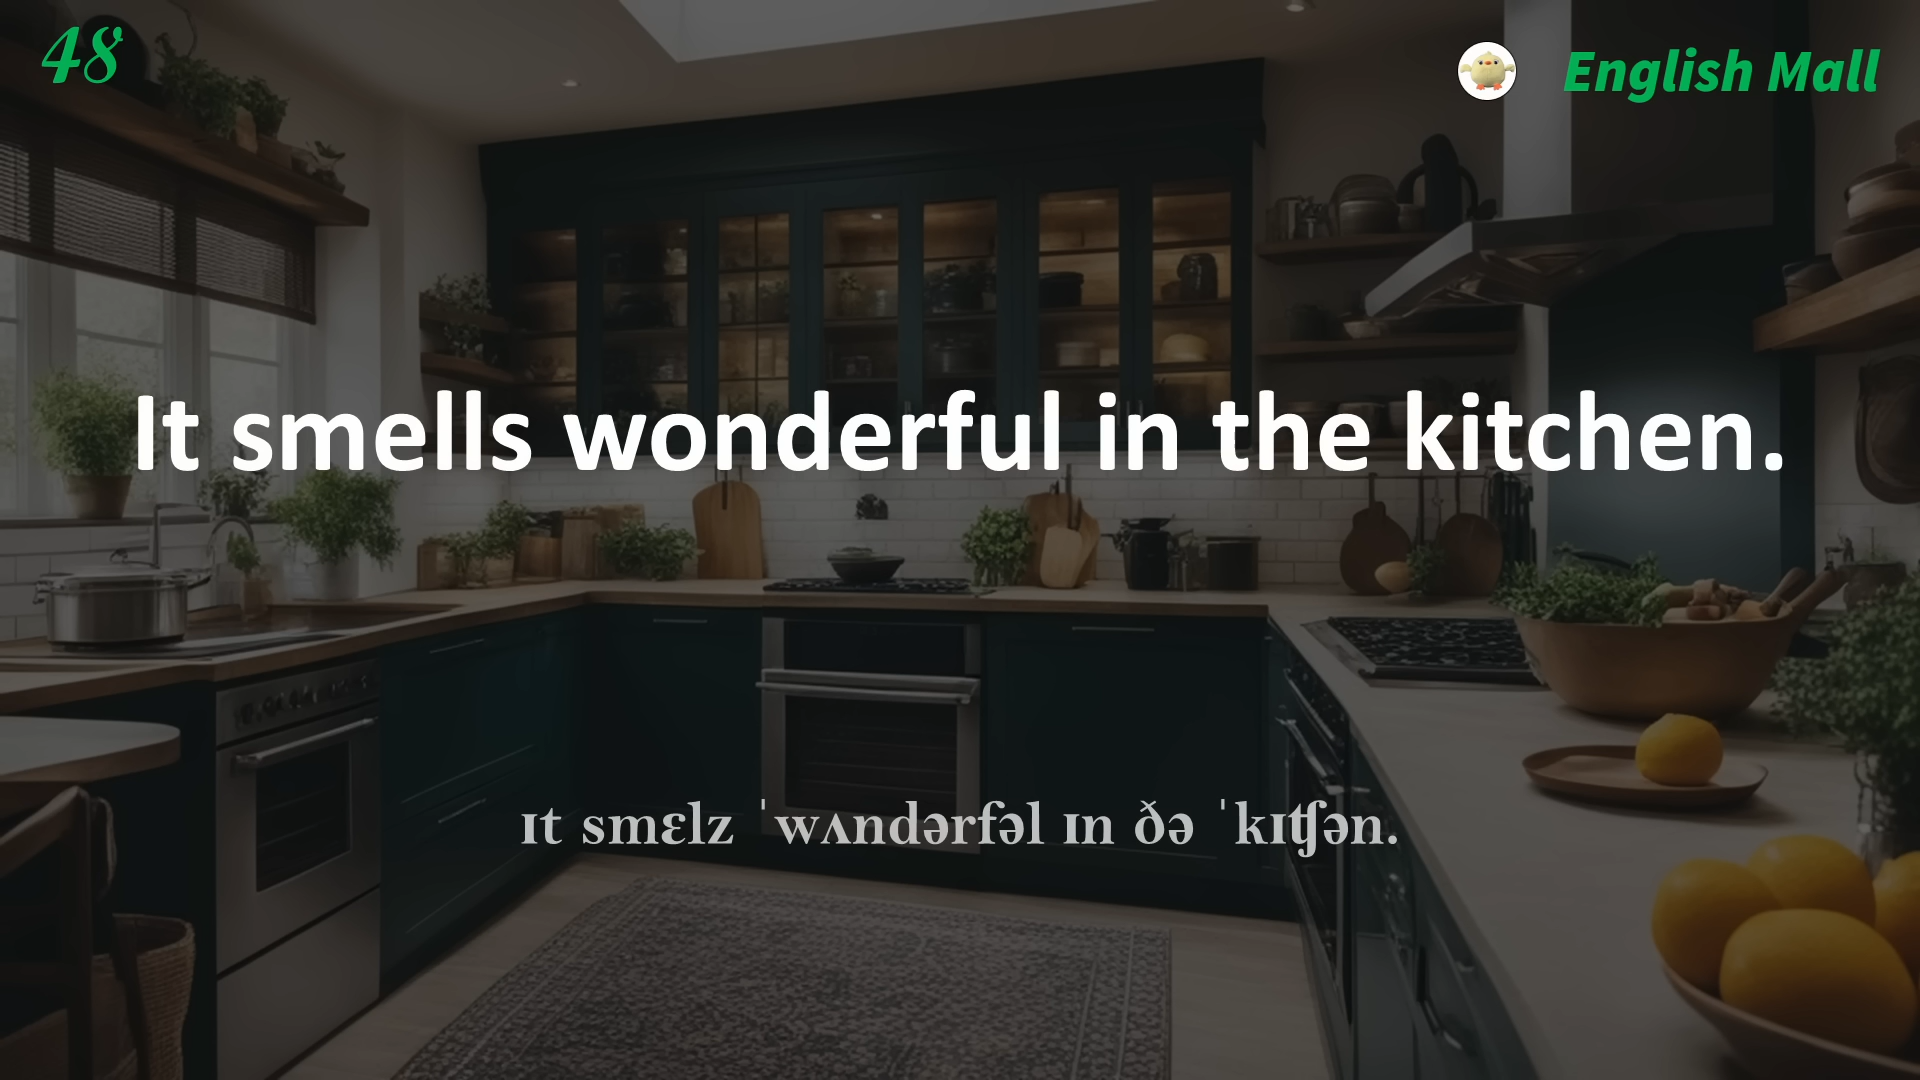 48
English Mall
It smells wonderful in the kitchen.
ɪt smɛlz ˈwʌndərfəl ɪn ðə ˈkɪʧən.